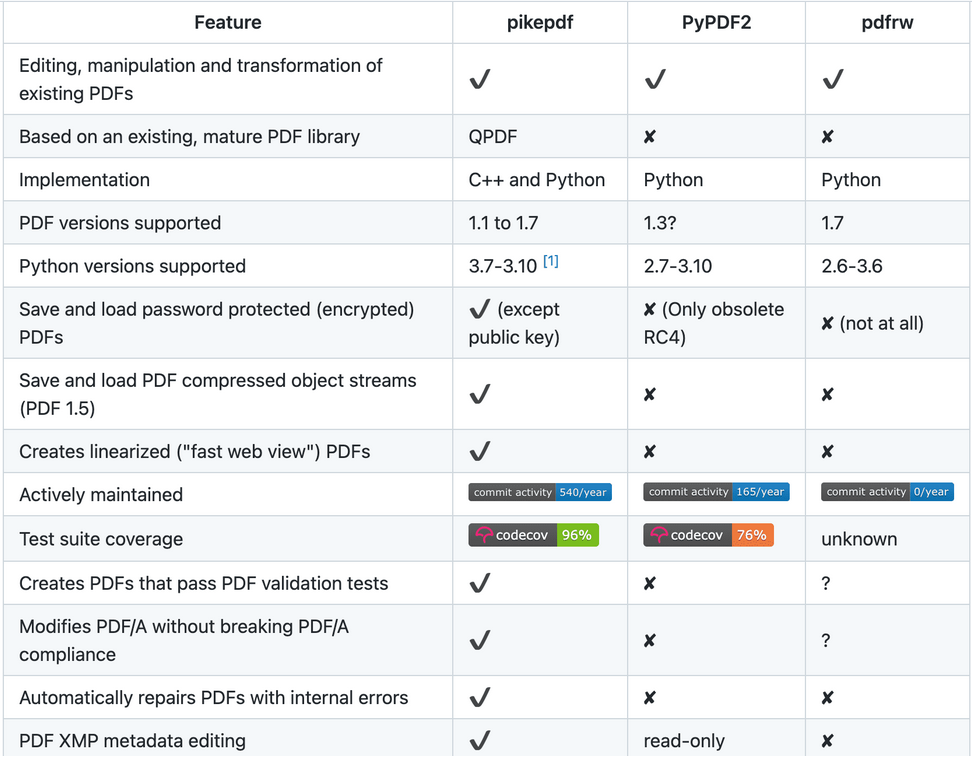 Feature pikepdf PyPDF2 pdfrw
Editing, manipulation and transformation of
existing PDFs ✔ ✔ ✔
Based on an existing, mature PDF library QPDF ✘ ✘
Implementation C++ and Python Python Python
PDF versions supported 1.1 to 1.7 1.3? 1.7
Python versions supported 3.7-3.10 [1] 2.7-3.10 2.6-3.6
Save and load password protected (encrypted) ✔ (except ✘ (Only obsolete
PDFs public key) RC4) ✘ (not at all)
Save and load PDF compressed object streams
(PDF 1.5) ✔ ✘ ✘
Creates linearized ("fast web view") PDFs ✔ ✘ ✘
Actively maintained commit activity 540/year commit activity 165/year commit activity 0/year
Test suite coverage codecov 96% codecov 76% unknown
Creates PDFs that pass PDF validation tests ✔ ✘ ?
Modifies PDF/A without breaking PDF/A
compliance ✔ ✘ ?
Automatically repairs PDFs with internal errors ✔ ✘ ✘
PDF XMP metadata editing ✔ read-only ✘